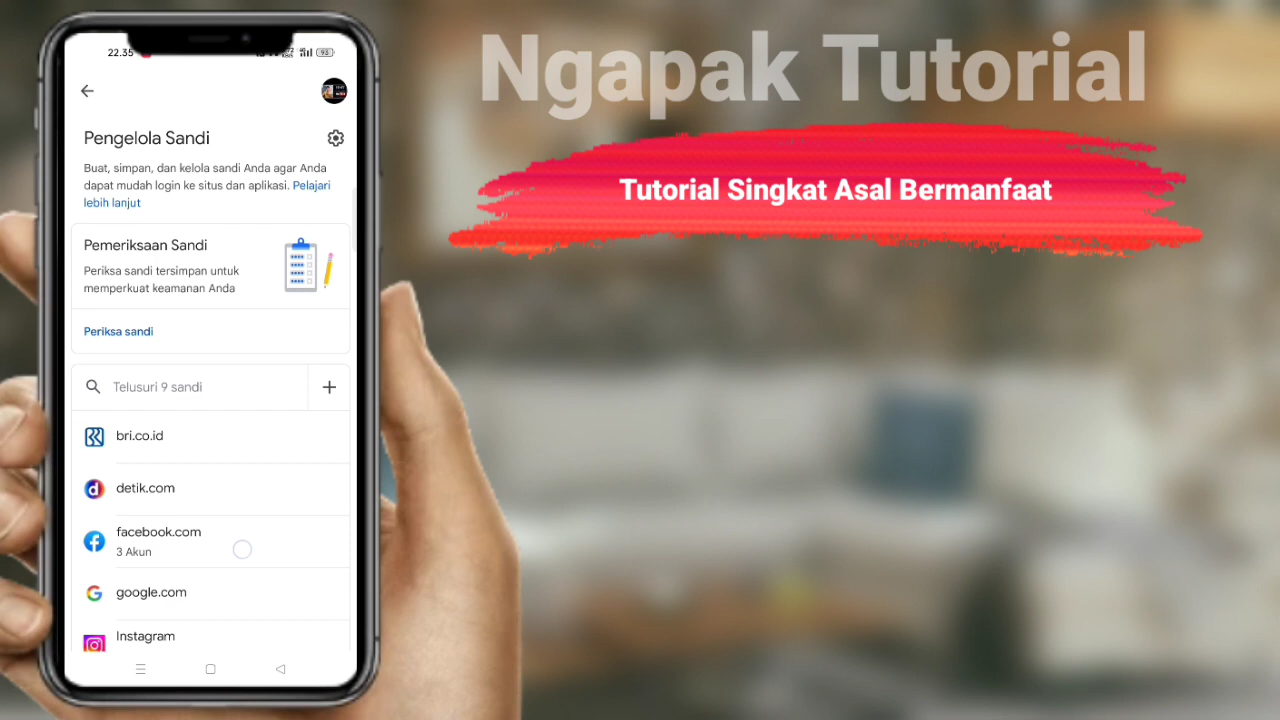 Ngapak Tutorial
Tutorial Singkat Asal Bermanfaat
22.35
93
Pengelola Sandi
Buat, simpan, dan kelola sandi Anda agar Anda
dapat mudah login ke situs dan aplikasi. Pelajari
lebih lanjut
Pemeriksaan Sandi
Periksa sandi tersimpan untuk
memperkuat keamanan Anda
Periksa sandi
Telusuri 9 sandi
bri.co.id
detik.com
facebook.com
3 Akun
google.com
Instagram